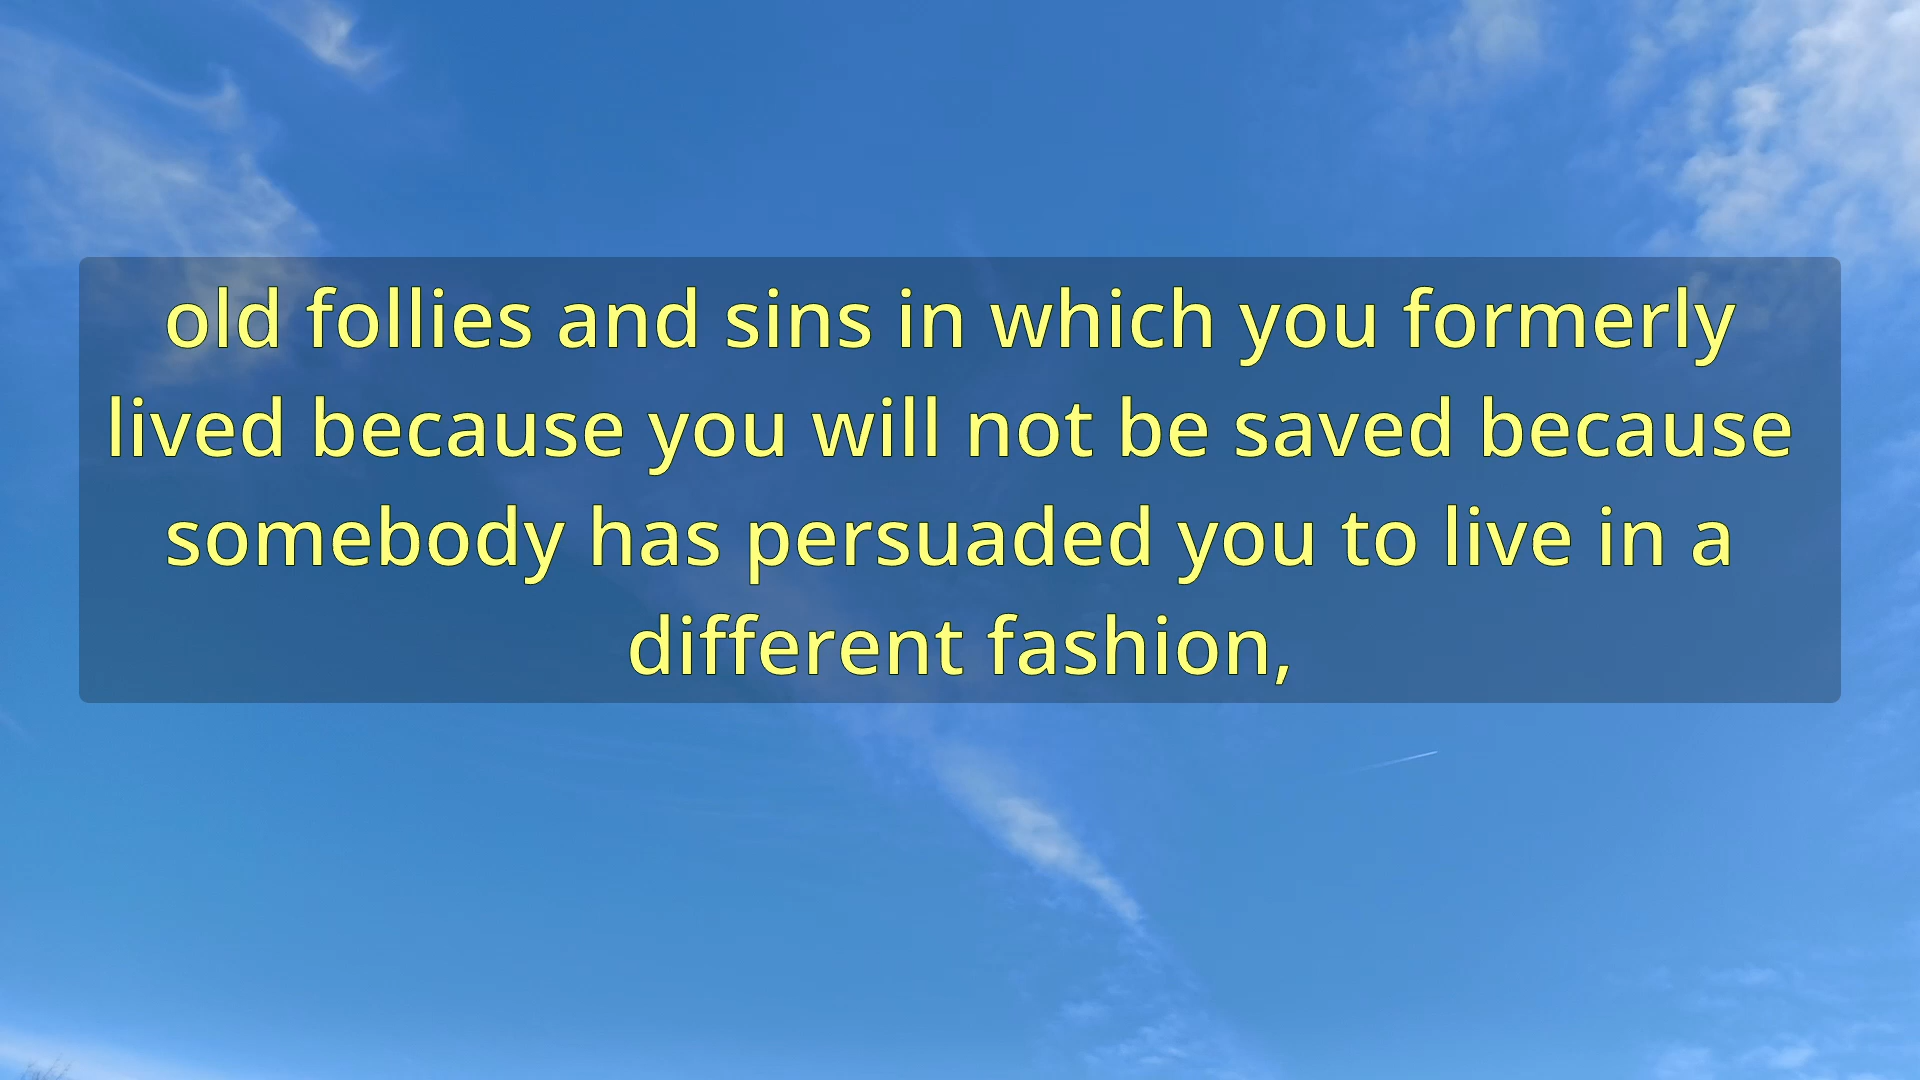 old follies and sins in which you formerly
lived because you will not be saved because
somebody has persuaded you to live in a
different fashion,